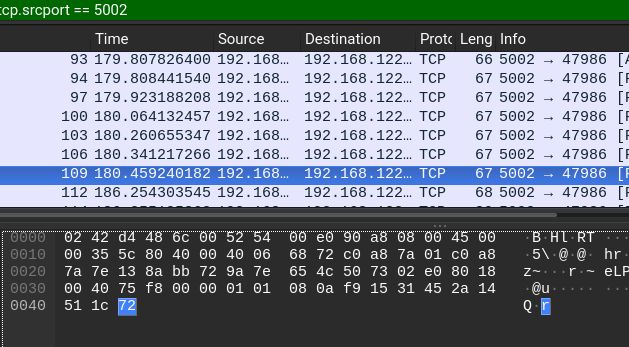 tcp.srcport == 5002
Time Source Destination Protc Leng Info
93 179.807826400 192.168… 192.168.122… TCP 66 5002 → 47986 [A
94 179.808441540 192.168… 192.168.122… TCP 67 5002 → 47986 [P
97 179.923188208 192.168… 192.168.122… TCP 67 5002 → 47986 [P
100 180.064132457 192.168… 192.168.122… TCP 67 5002 → 47986 [P
103 180.260655347 192.168… 192.168.122… TCP 67 5002 → 47986 [P
106 180.341217266 192.168… 192.168.122… TCP 67 5002 → 47986 [P
109 180.459240182 192.168… 192.168.122… TCP 67 5002 → 47986 [P
112 186.254303545 192.168… 192.168.122… TCP 68 5002 → 47986 [P
0000 02 42 d4 48 6c 00 52 54 00 e0 90 a8 08 00 45 00 ·B·Hl·RT ······E·
0010 00 35 5c 80 40 00 40 06 68 72 c0 a8 7a 01 c0 a8 ·5\·@·@· hr··z···
0020 7a 7e 13 8a bb 72 9a 7e 65 4c 50 73 02 e0 80 18 z~···r·~ eLPs····
0030 00 40 75 f8 00 00 01 01 08 0a f9 15 31 45 2a 14 ·@u····· ····1E*·
0040 51 1c 72 Q·r